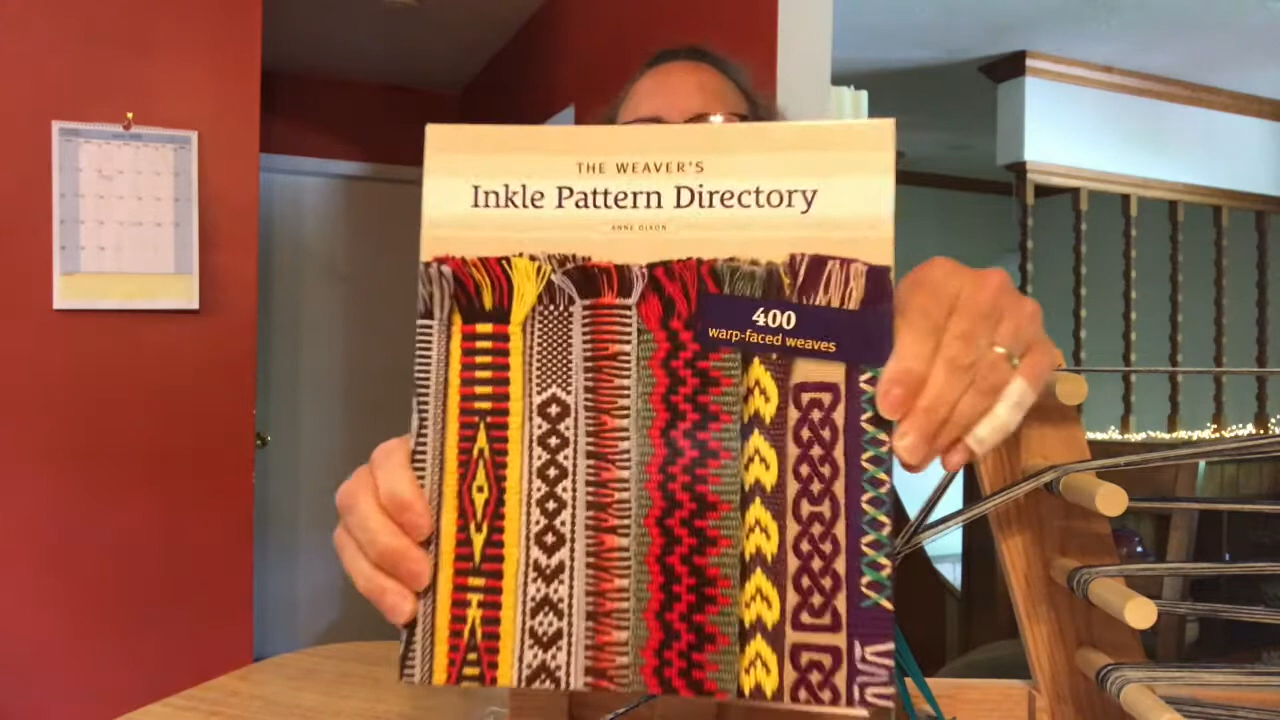 THE WEAVER'S
Inkle Pattern Directory
ANNE DIXON
400
warp-faced weaves